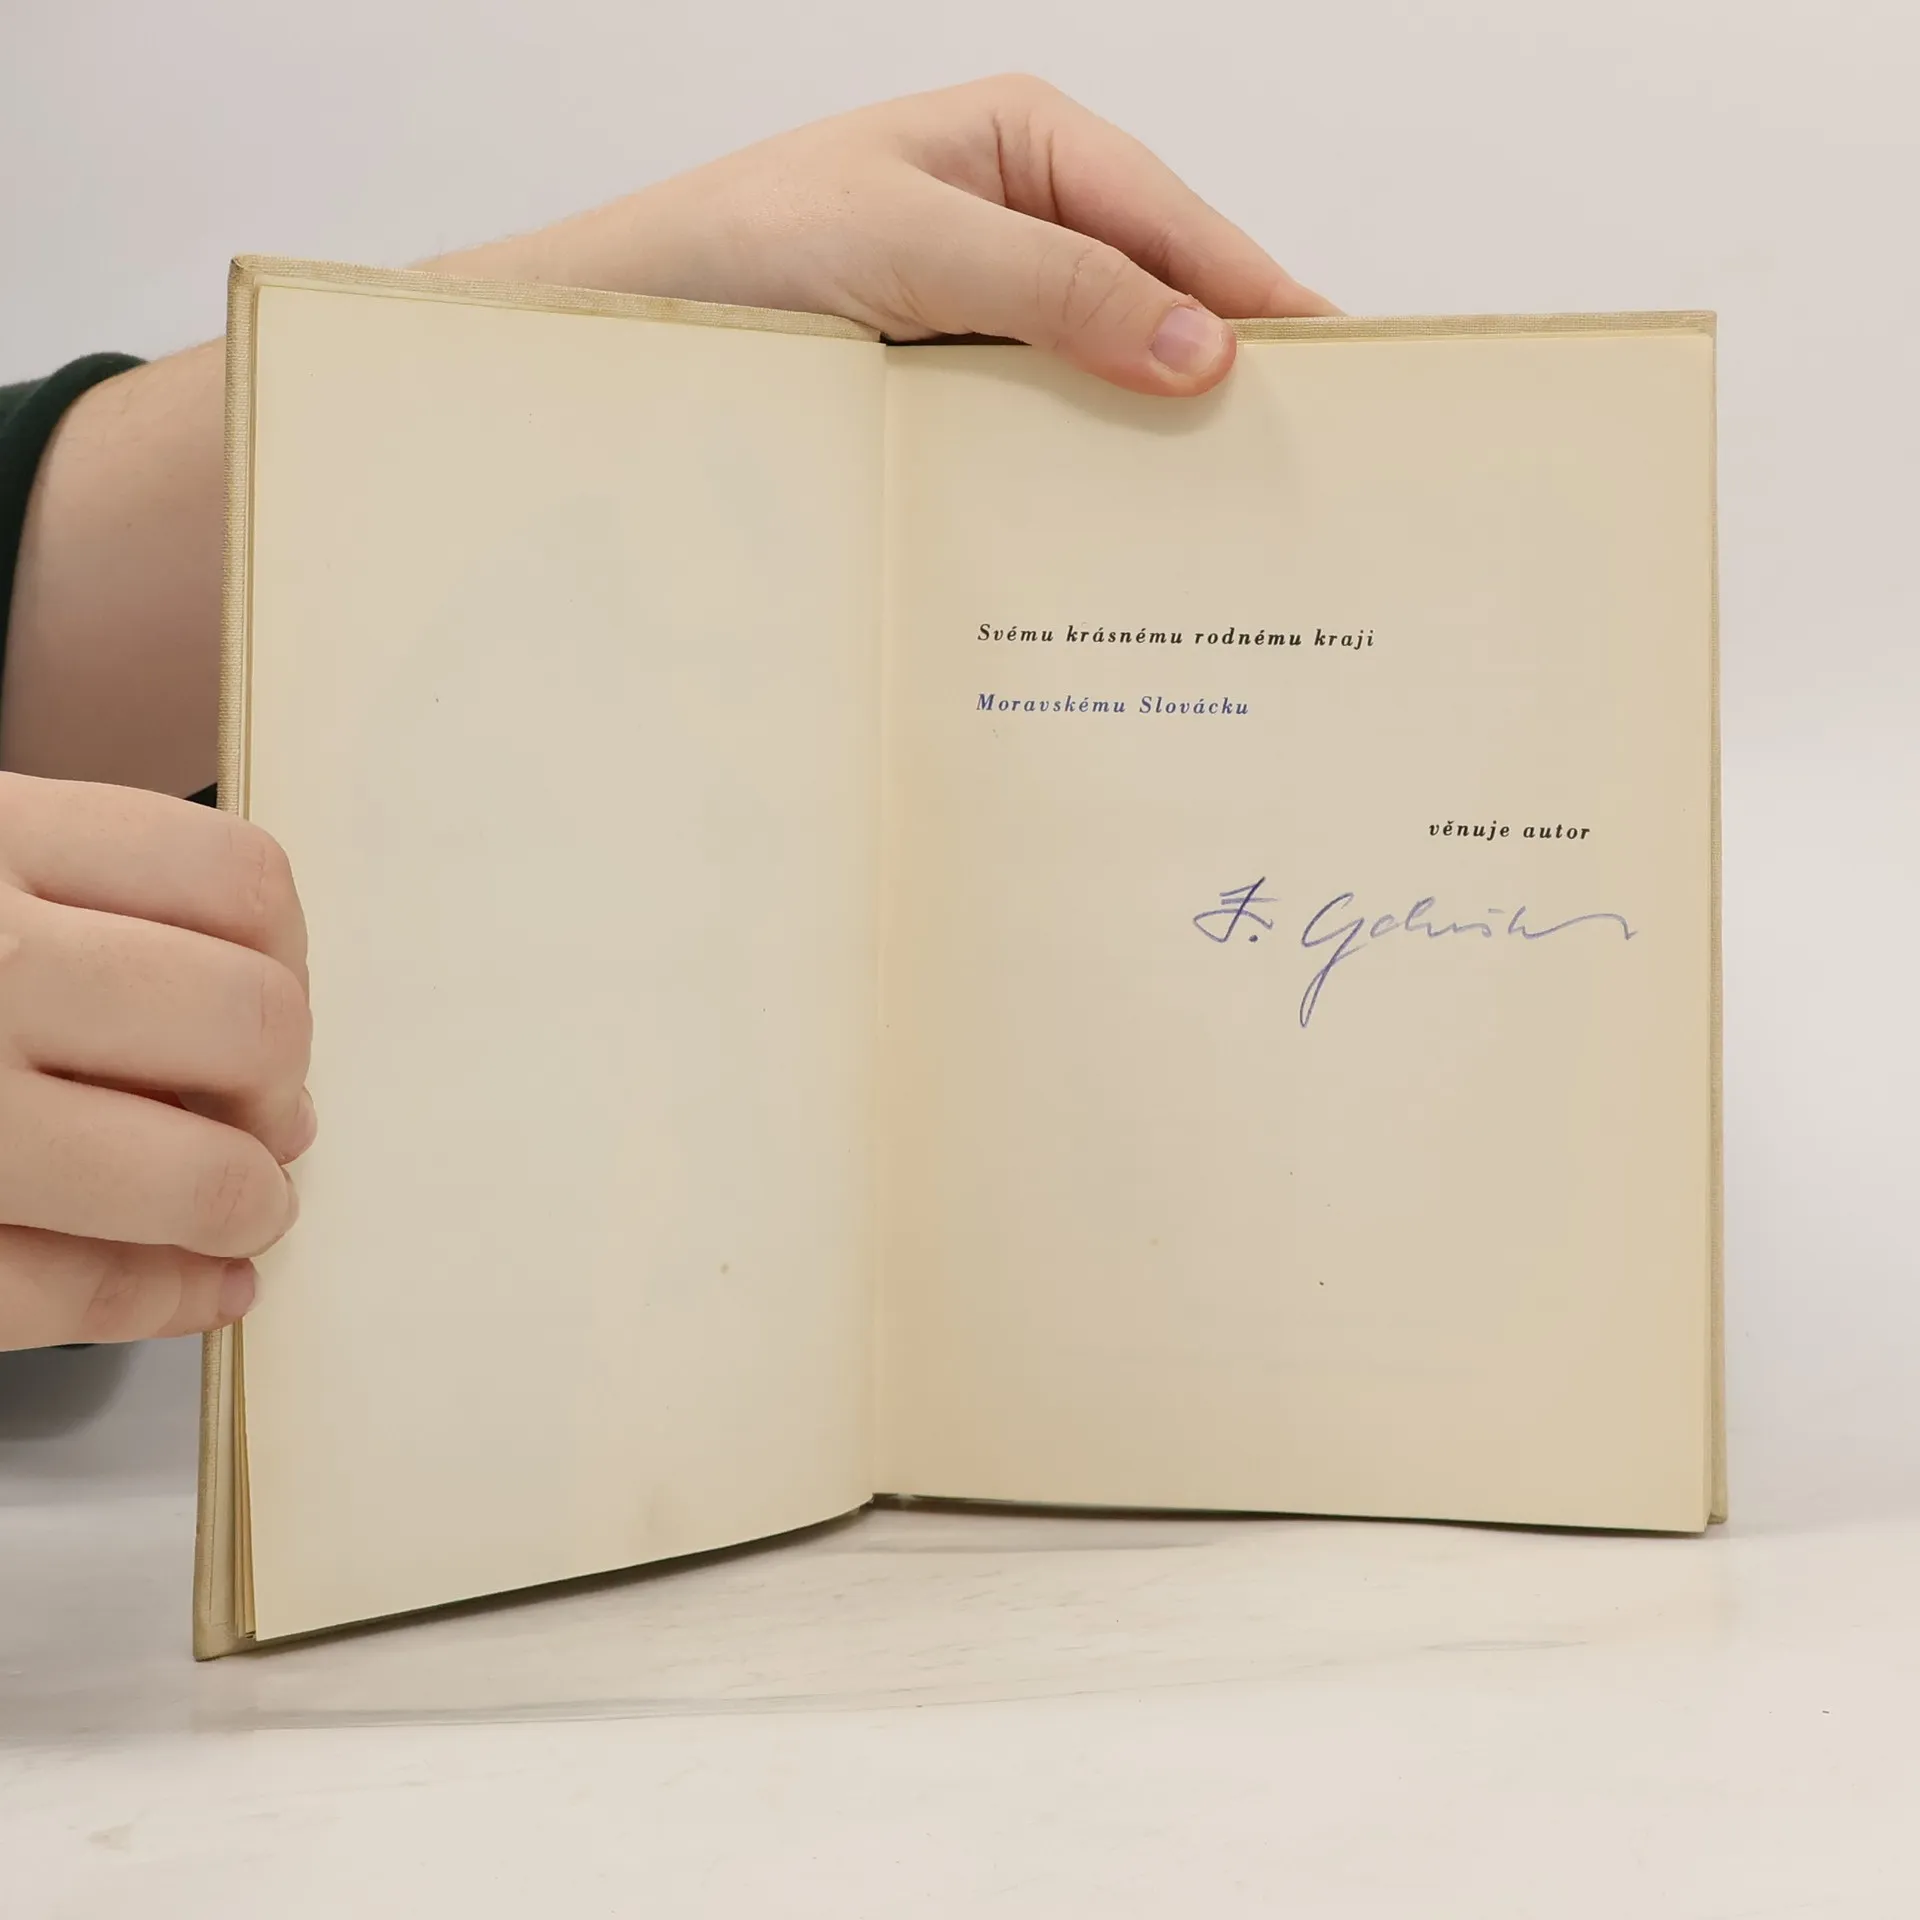 Svému krásnému rodnému kraji
Moravskému Slovácku
věnuje autor
F.